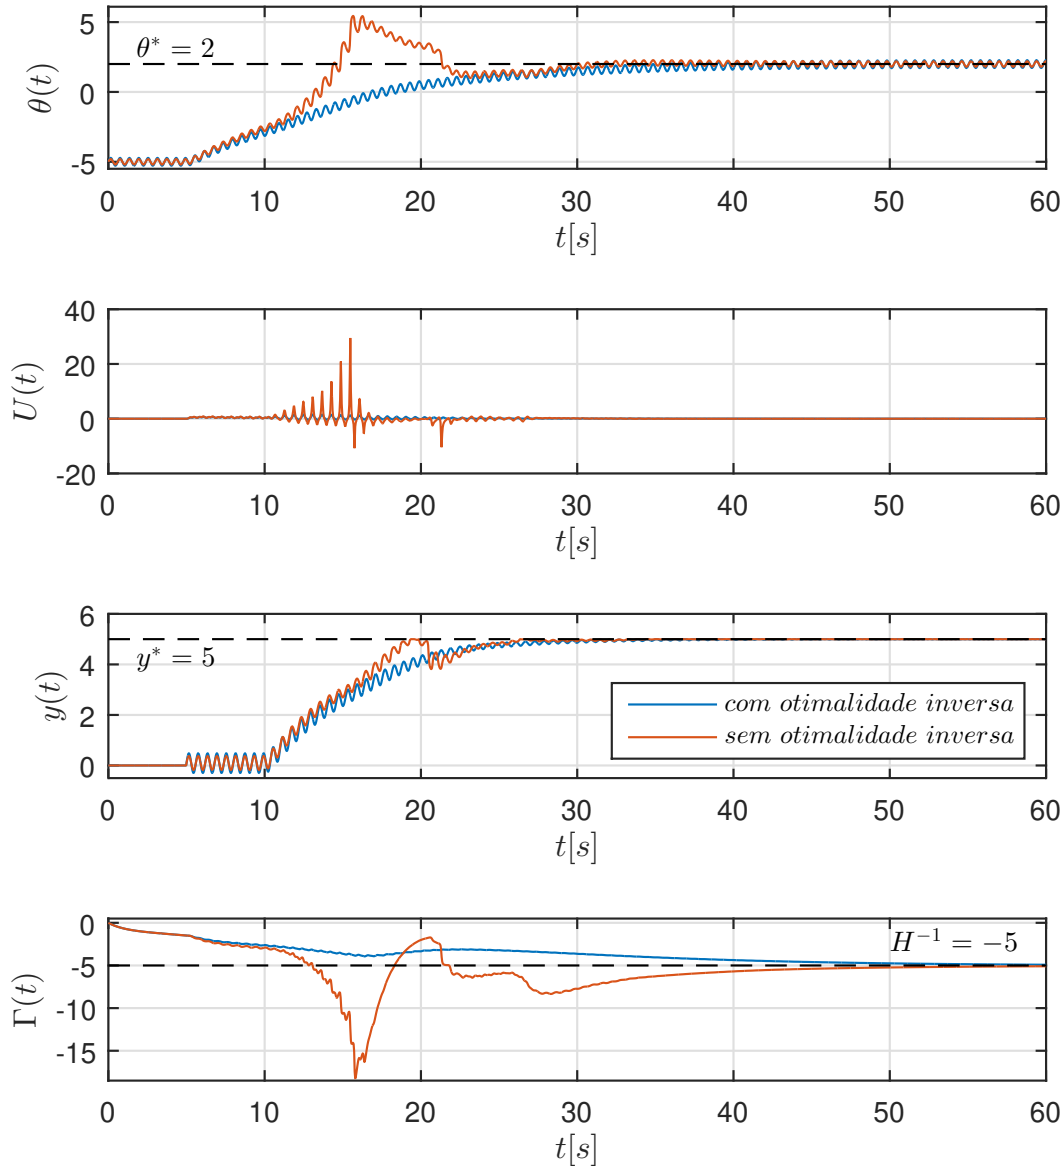 5
0
-5
θ(t)
θ* = 2
0 10 20 30 40 50 60
t[s]
40
20
0
-20
U(t)
0 10 20 30 40 50 60
t[s]
6
4
2
0
y(t)
y* = 5
com otimalidade inversa
sem otimalidade inversa
0 10 20 30 40 50 60
t[s]
0
-5
-10
-15
Γ(t)
H⁻¹ = −5
0 10 20 30 40 50 60
t[s]